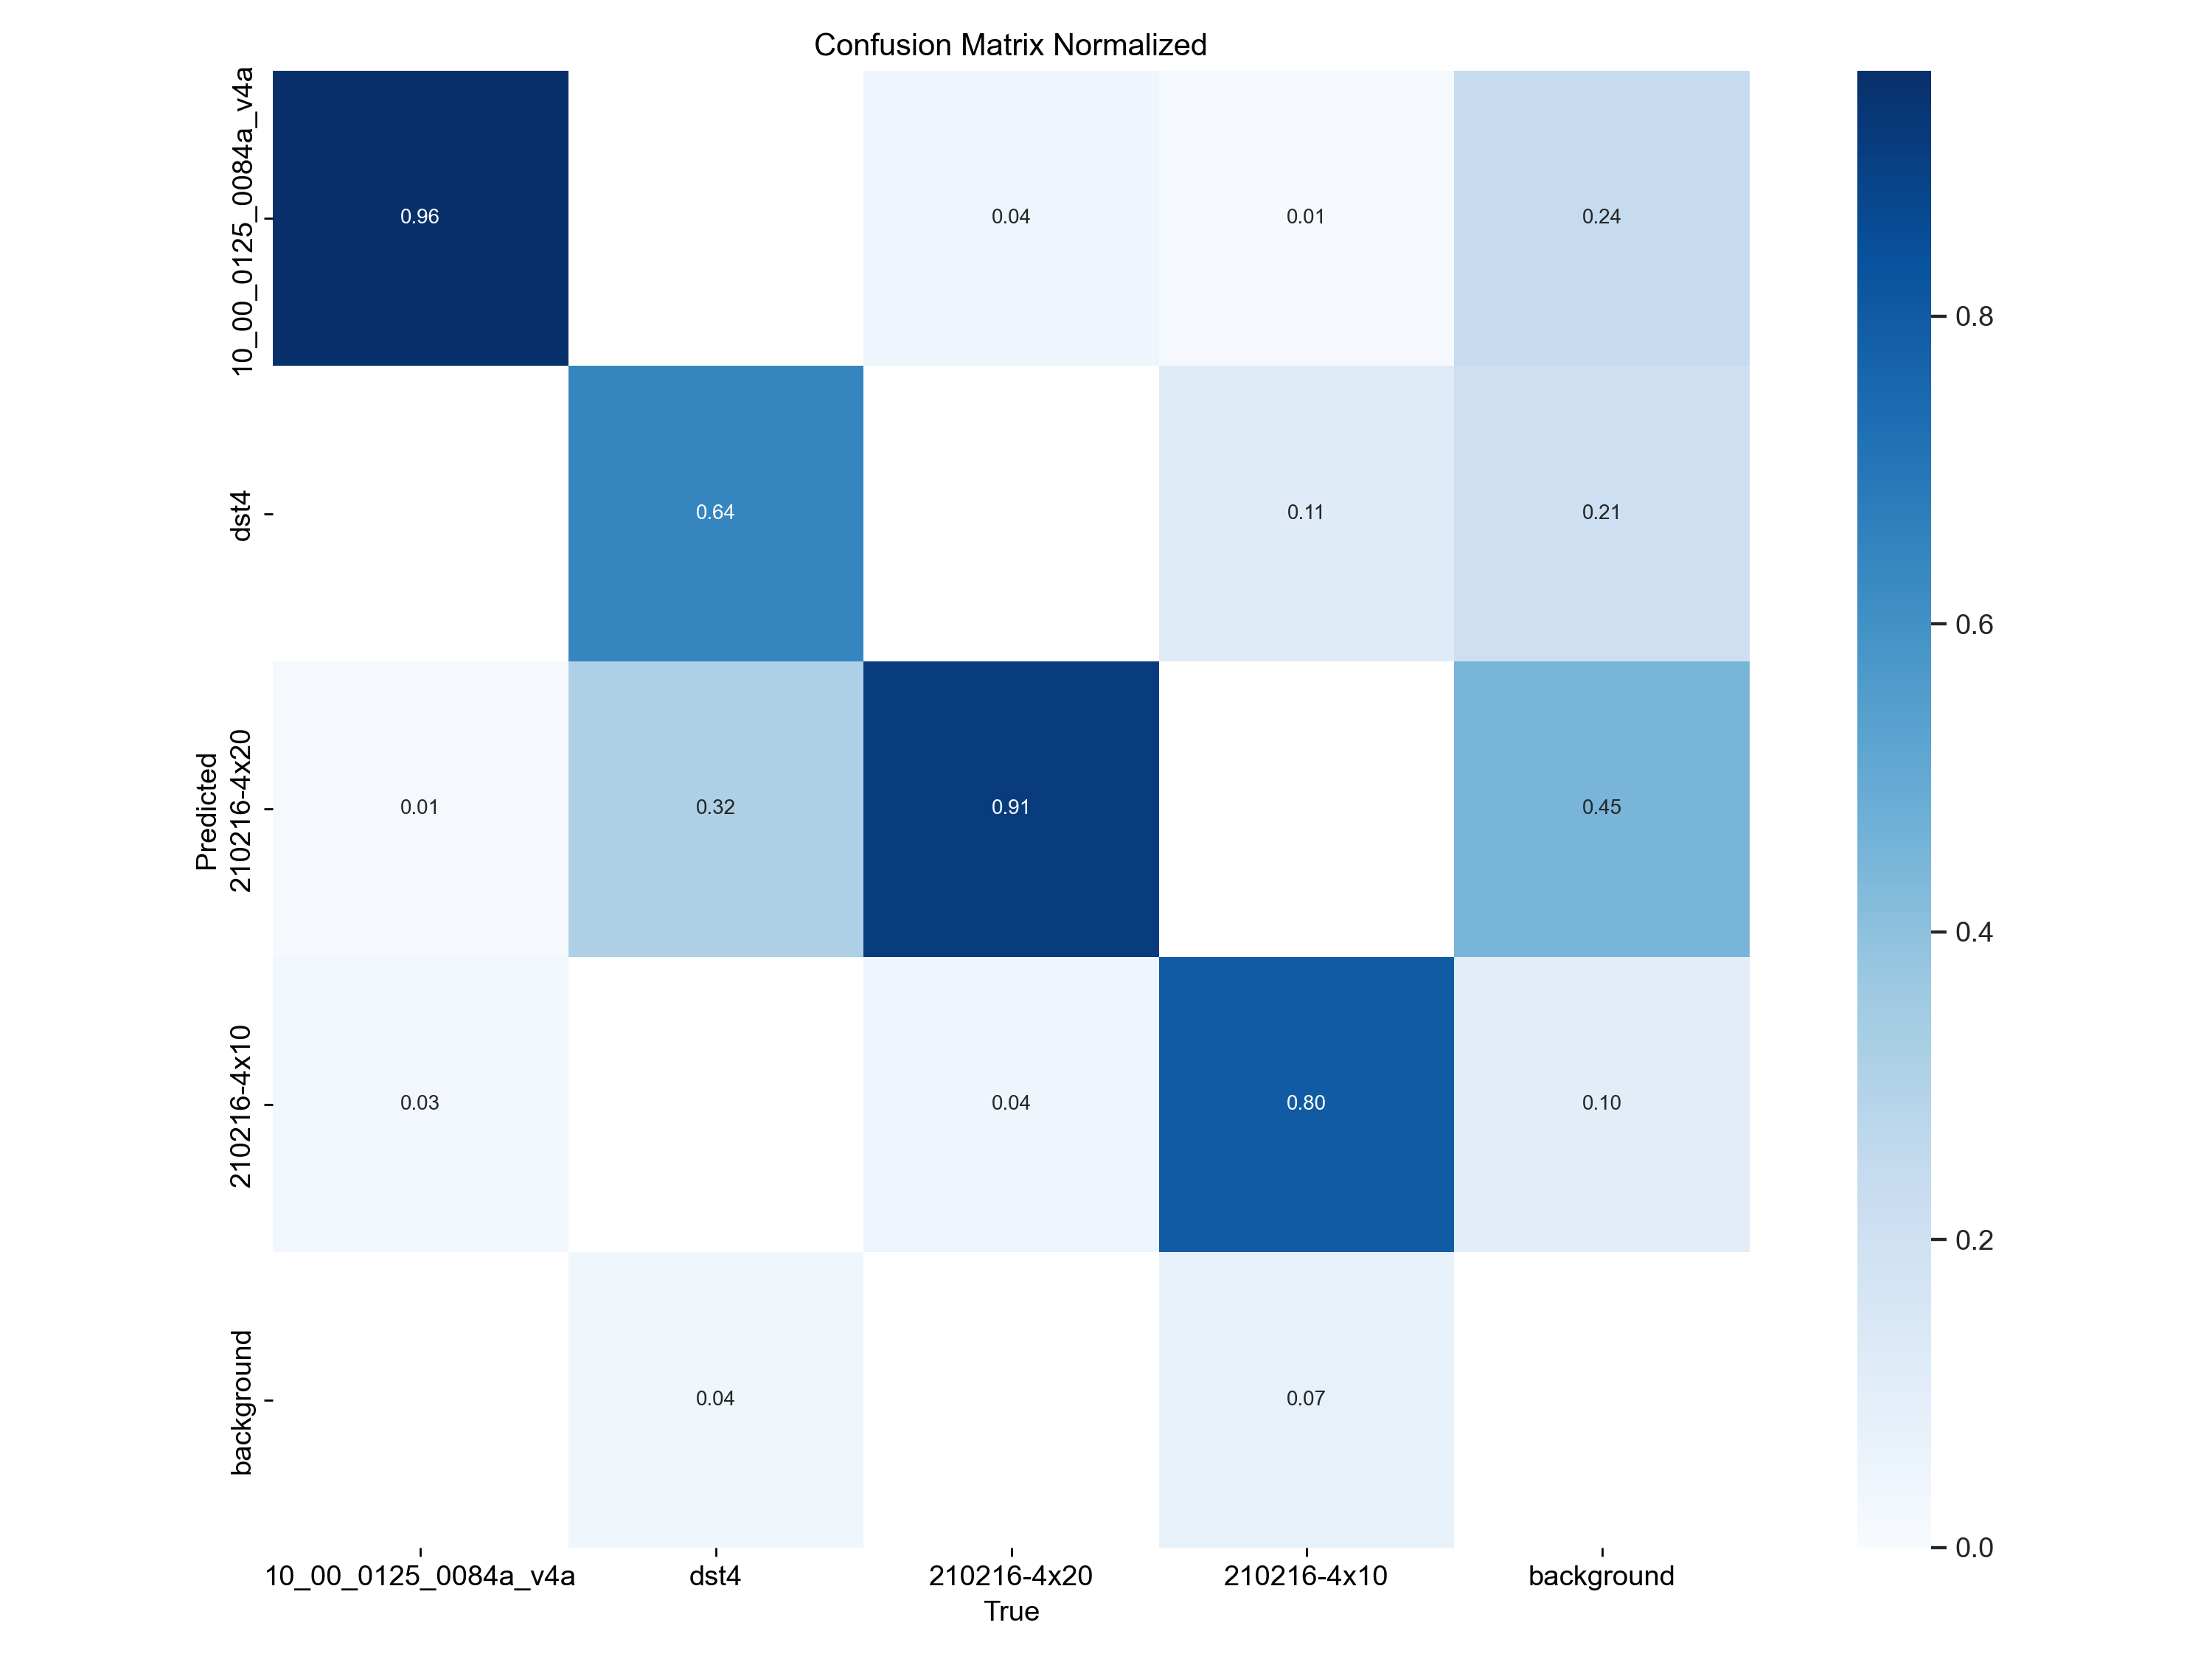 Confusion Matrix Normalized
10_00_0125_0084a_v4a
0.96
0.04
0.01
0.24
dst4
0.64
0.11
0.21
Predicted
210216-4x20
0.01
0.32
0.91
0.45
210216-4x10
0.03
0.04
0.80
0.10
background
0.04
0.07
10_00_0125_0084a_v4a
dst4
210216-4x20
210216-4x10
background
True
0.8
0.6
0.4
0.2
0.0